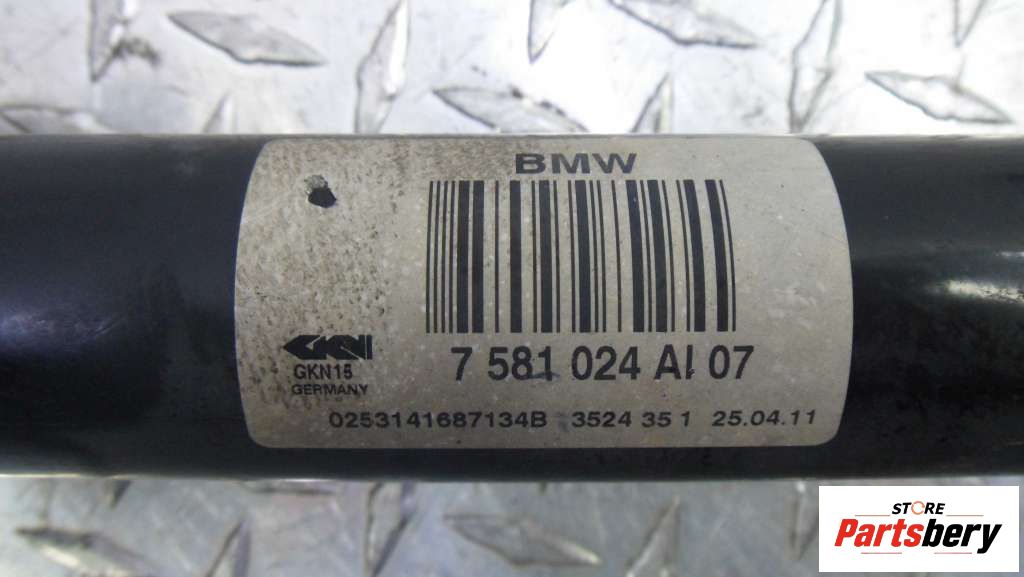 BMW
GKN
7 581 024 AI 07
GKN15
GERMANY
0253141687134B 3524 35 1 25.04.11
STORE
Partsbery